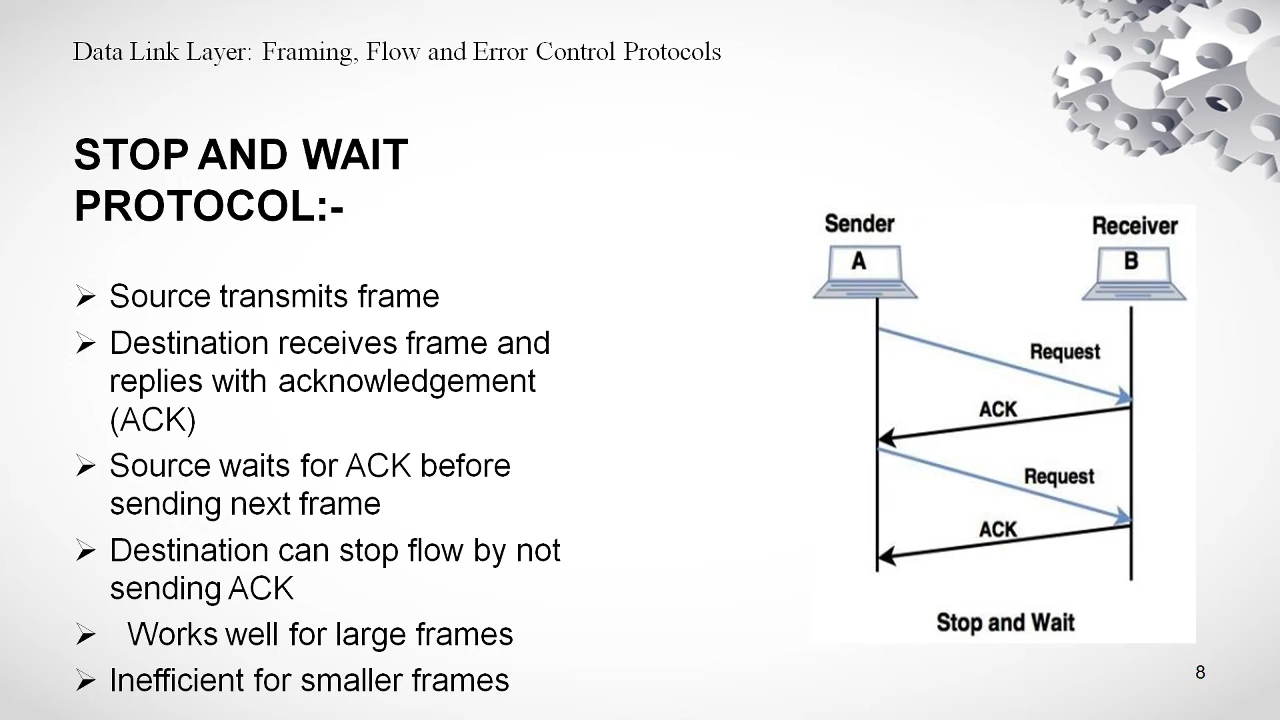 Data Link Layer: Framing, Flow and Error Control Protocols
STOP AND WAIT
PROTOCOL:-
➢ Source transmits frame
➢ Destination receives frame and
replies with acknowledgement
(ACK)
➢ Source waits for ACK before
sending next frame
➢ Destination can stop flow by not
sending ACK
➢ Works well for large frames
➢ Inefficient for smaller frames
Sender
Receiver
A
B
Request
ACK
Request
ACK
Stop and Wait
8